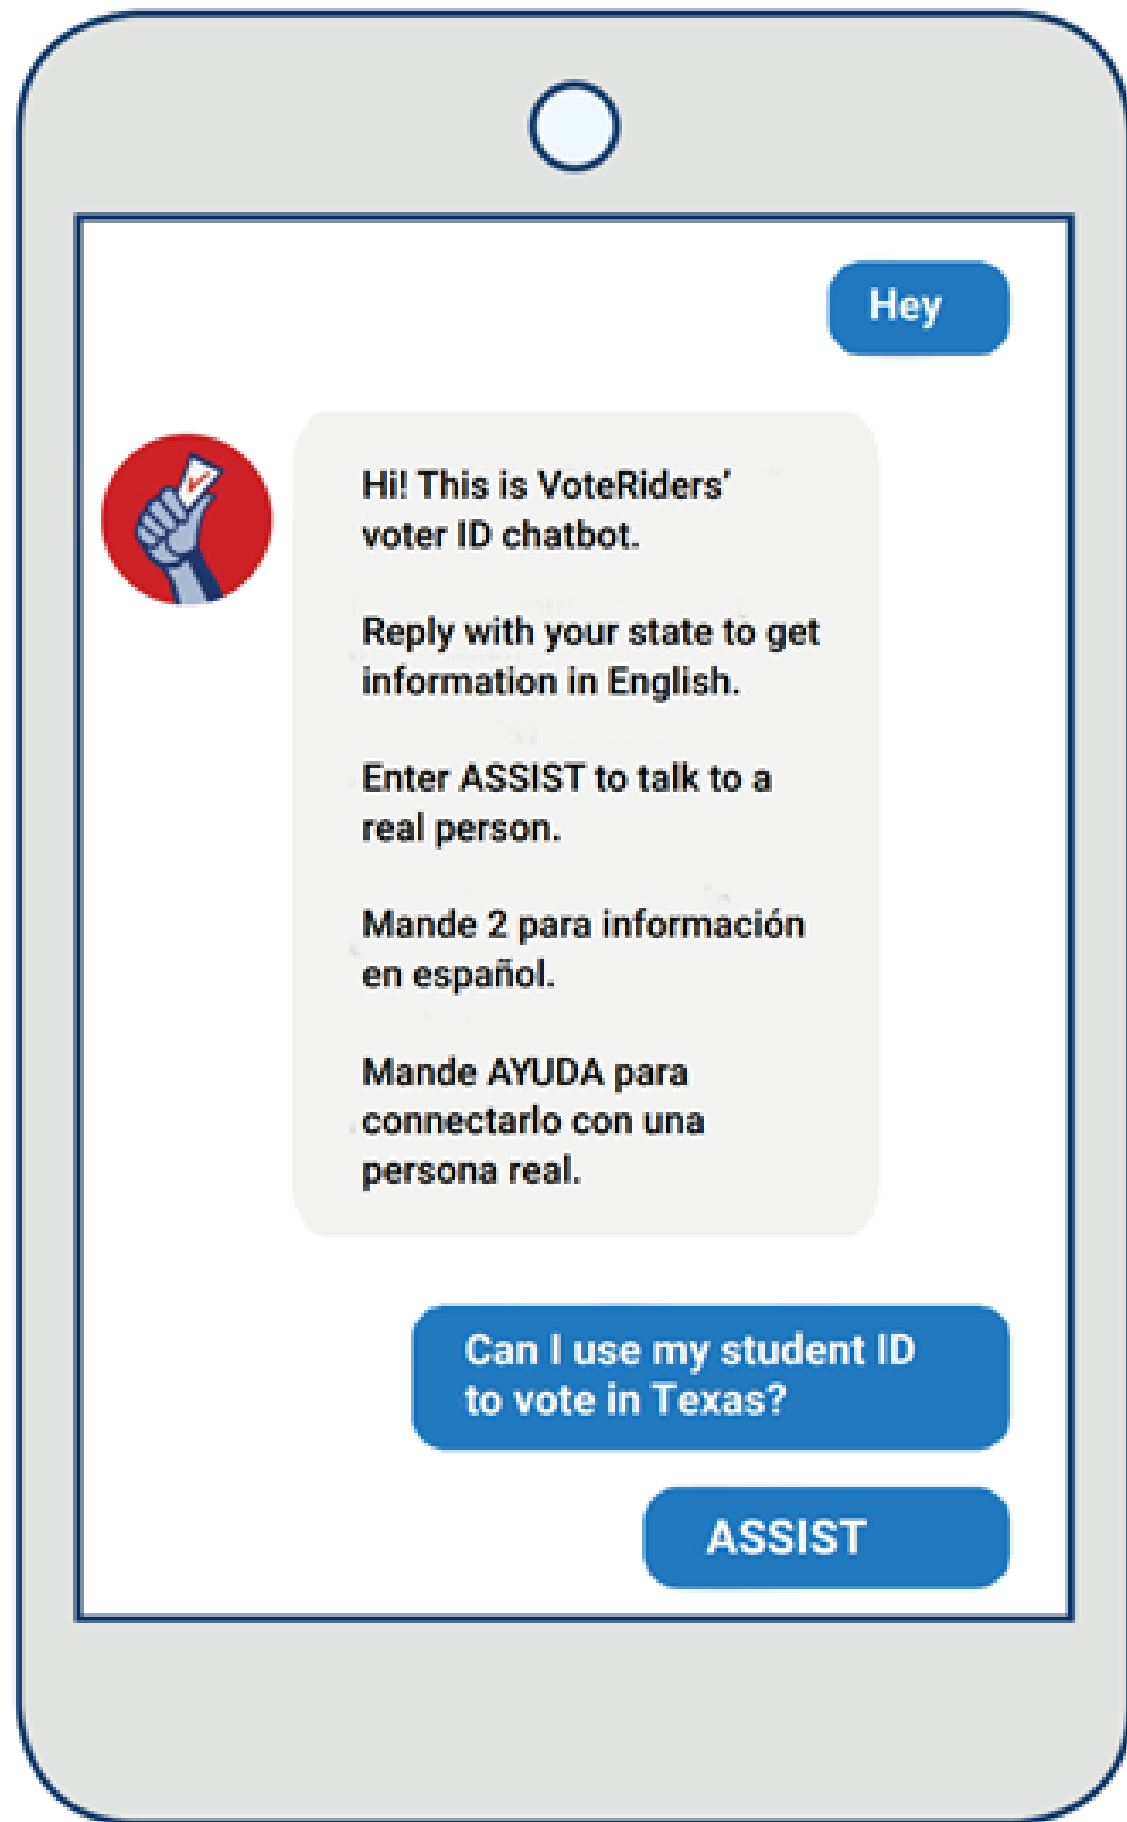 Hey
Hi! This is VoteRiders'
voter ID chatbot.
Reply with your state to get
information in English.
Enter ASSIST to talk to a
real person.
Mande 2 para información
en español.
Mande AYUDA para
connectarlo con una
persona real.
Can I use my student ID
to vote in Texas?
ASSIST